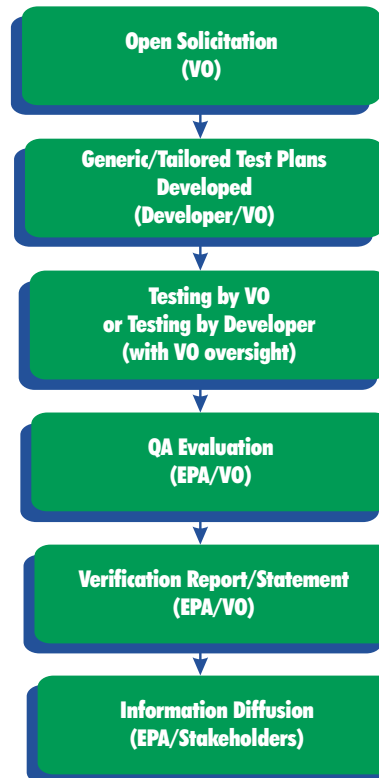 Open Solicitation
(VO)
Generic/Tailored Test Plans
Developed
(Developer/VO)
Testing by VO
or Testing by Developer
(with VO oversight)
QA Evaluation
(EPA/VO)
Verification Report/Statement
(EPA/VO)
Information Diffusion
(EPA/Stakeholders)